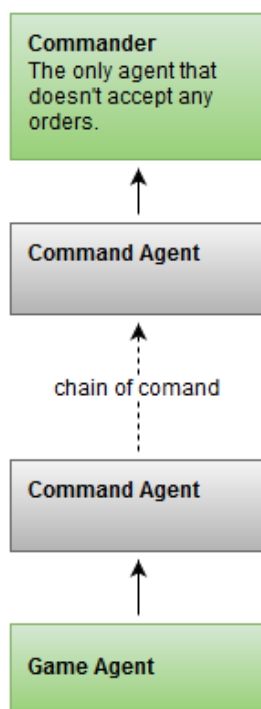 Commander
The only agent that
doesn't accept any
orders.
Command Agent
chain of comand
Command Agent
Game Agent